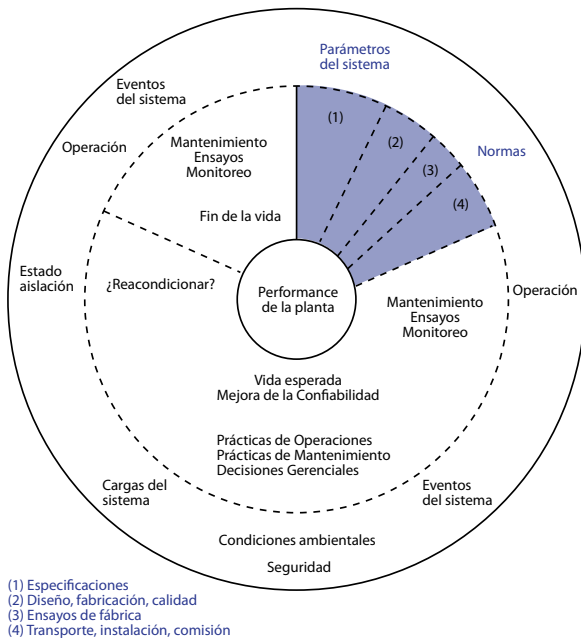 Parámetros
del sistema
Eventos
del sistema
(1)
(2)
Operación
Mantenimiento
Ensayos
Monitoreo
Normas
(3)
(4)
Fin de la vida
Estado
aislación
¿Reacondicionar?
Performance
de la planta
Mantenimiento
Ensayos
Monitoreo
Operación
Vida esperada
Mejora de la Confiabilidad
Prácticas de Operaciones
Prácticas de Mantenimiento
Decisiones Gerenciales
Cargas del
sistema
Eventos
del sistema
Condiciones ambientales
Seguridad
(1) Especificaciones
(2) Diseño, fabricación, calidad
(3) Ensayos de fábrica
(4) Transporte, instalación, comisión